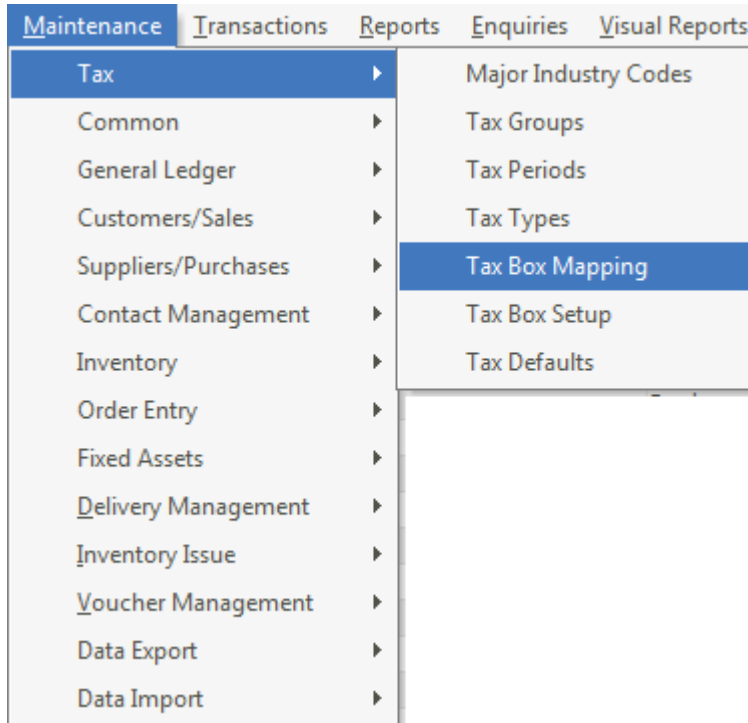 Maintenance Transactions Reports Enquiries Visual Reports
Tax
Common
General Ledger
Customers/Sales
Suppliers/Purchases
Contact Management
Inventory
Order Entry
Fixed Assets
Delivery Management
Inventory Issue
Voucher Management
Data Export
Data Import
Major Industry Codes
Tax Groups
Tax Periods
Tax Types
Tax Box Mapping
Tax Box Setup
Tax Defaults